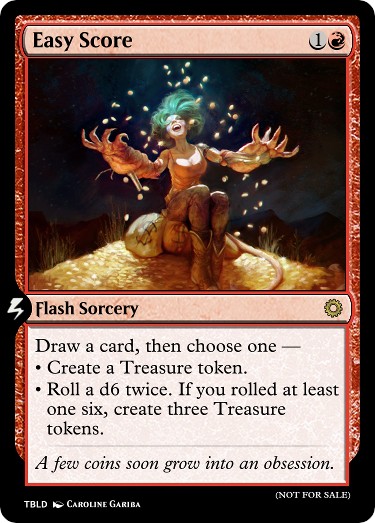 Easy Score 1
Flash Sorcery
Draw a card, then choose one —
• Create a Treasure token.
• Roll a d6 twice. If you rolled at least
one six, create three Treasure
tokens.
A few coins soon grow into an obsession.
TBLD Caroline Gariba (NOT FOR SALE)